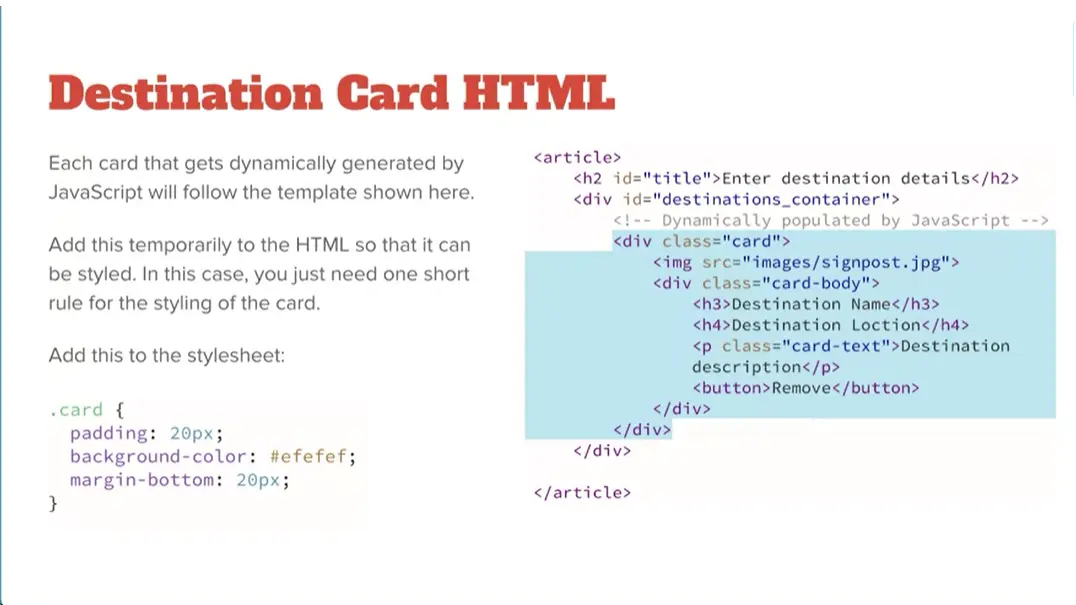 Destination Card HTML
Each card that gets dynamically generated by
JavaScript will follow the template shown here.
Add this temporarily to the HTML so that it can
be styled. In this case, you just need one short
rule for the styling of the card.
Add this to the stylesheet:
.card {
  padding: 20px;
  background-color: #efefef;
  margin-bottom: 20px;
}
<article>
    <h2 id="title">Enter destination details</h2>
    <div id="destinations_container">
        <!-- Dynamically populated by JavaScript -->
        <div class="card">
            <img src="images/signpost.jpg">
            <div class="card-body">
                <h3>Destination Name</h3>
                <h4>Destination Loction</h4>
                <p class="card-text">Destination
                description</p>
                <button>Remove</button>
            </div>
        </div>
    </div>
</article>